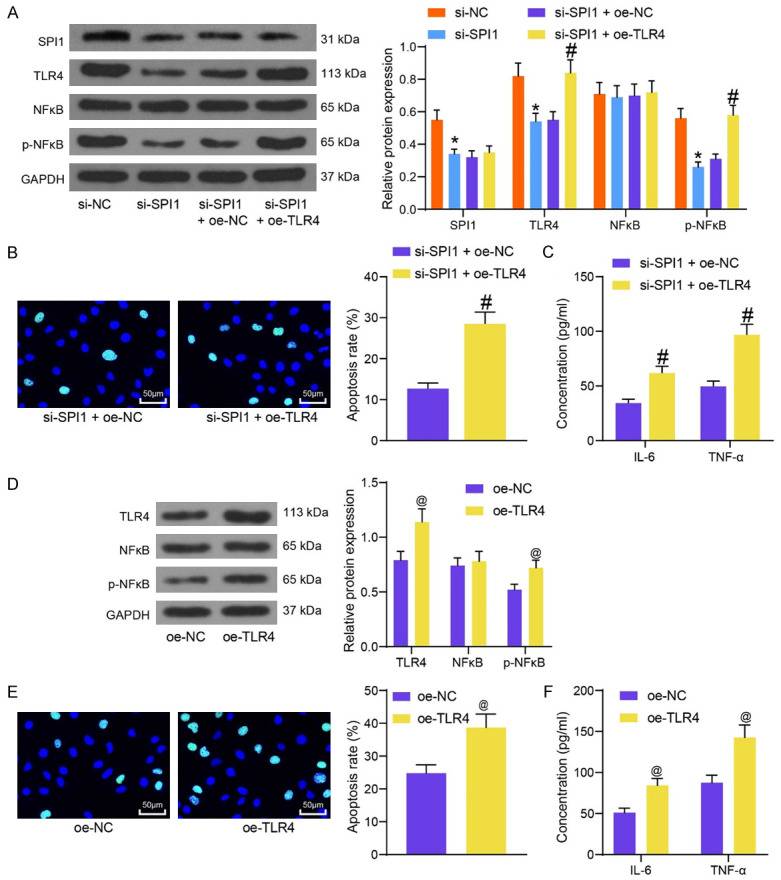 A
SPI1
31 kDa
TLR4
113 kDa
NFκB
65 kDa
p-NFκB
65 kDa
GAPDH
37 kDa
si-NC
si-SPI1
si-SPI1
+ oe-NC
si-SPI1
+ oe-TLR4
si-NC
si-SPI1 + oe-NC
si-SPI1
si-SPI1 + oe-TLR4
Relative protein expression
1.0
0.8
0.6
0.4
0.2
0.0
* * # * #
SPI1 TLR4 NFκB p-NFκB
B
50μm
50μm
si-SPI1 + oe-NC
si-SPI1 + oe-TLR4
si-SPI1 + oe-NC
si-SPI1 + oe-TLR4
Apoptosis rate (%)
40
30
20
10
0
#
C
si-SPI1 + oe-NC
si-SPI1 + oe-TLR4
Concentration (pg/ml)
150
100
50
0
# #
IL-6 TNF-α
D
TLR4
113 kDa
NFκB
65 kDa
p-NFκB
65 kDa
GAPDH
37 kDa
oe-NC oe-TLR4
oe-NC
oe-TLR4
Relative protein expression
1.5
1.0
0.5
0.0
@ @
TLR4 NFκB p-NFκB
E
50μm
50μm
oe-NC
oe-TLR4
oe-NC
oe-TLR4
Apoptosis rate (%)
50
40
30
20
10
0
@
F
oe-NC
oe-TLR4
Concentration (pg/ml)
200
150
100
50
0
@ @
IL-6 TNF-α